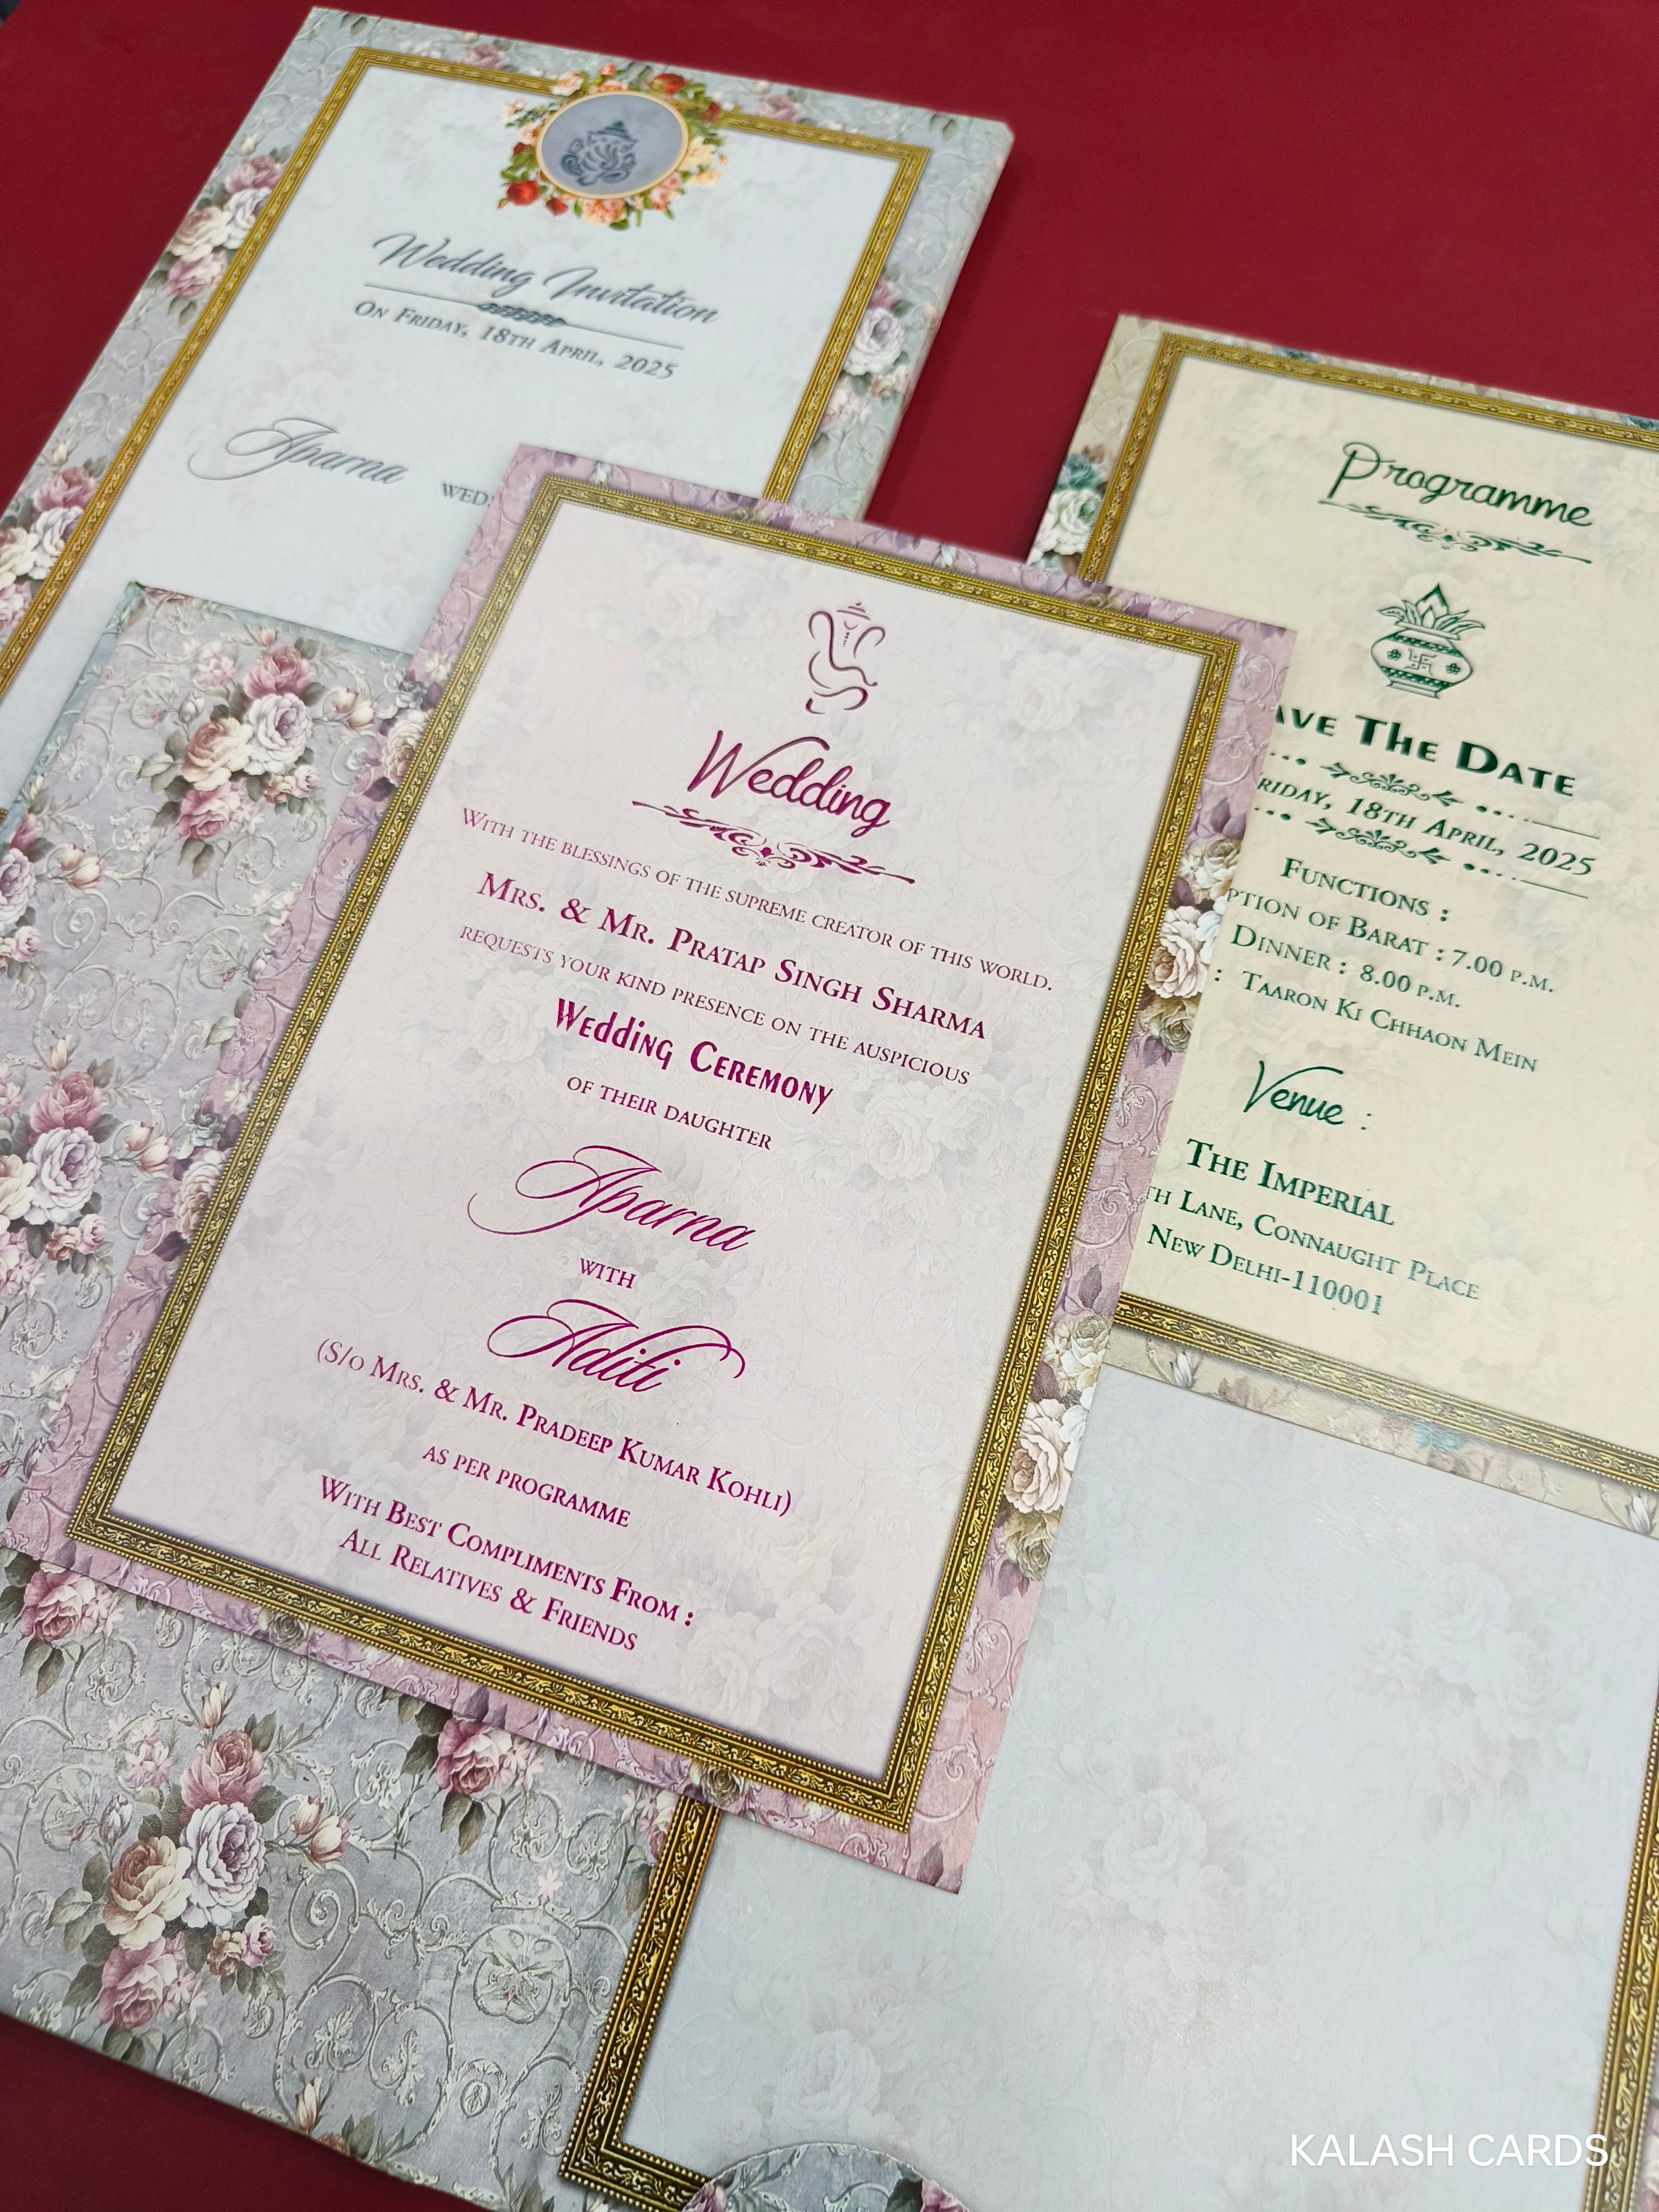 Wedding Invitation
On Friday, 18th April, 2025
Aparna
Wedding
With the blessings of the supreme creator of this world.
Mrs. & Mr. Pratap Singh Sharma
requests your kind presence on the auspicious
Wedding Ceremony
of their daughter
Aparna
with
Aditi
(S/o Mrs. & Mr. Pradeep Kumar Kohli)
as per programme
With Best Compliments From :
All Relatives & Friends
Programme
The Date
18th April, 2025
Functions :
of Barat : 7.00 p.m.
Dinner : 8.00 p.m.
: Taaron Ki Chhaon Mein
Venue :
The Imperial
Lane, Connaught Place
New Delhi-110001
KALASH CARDS